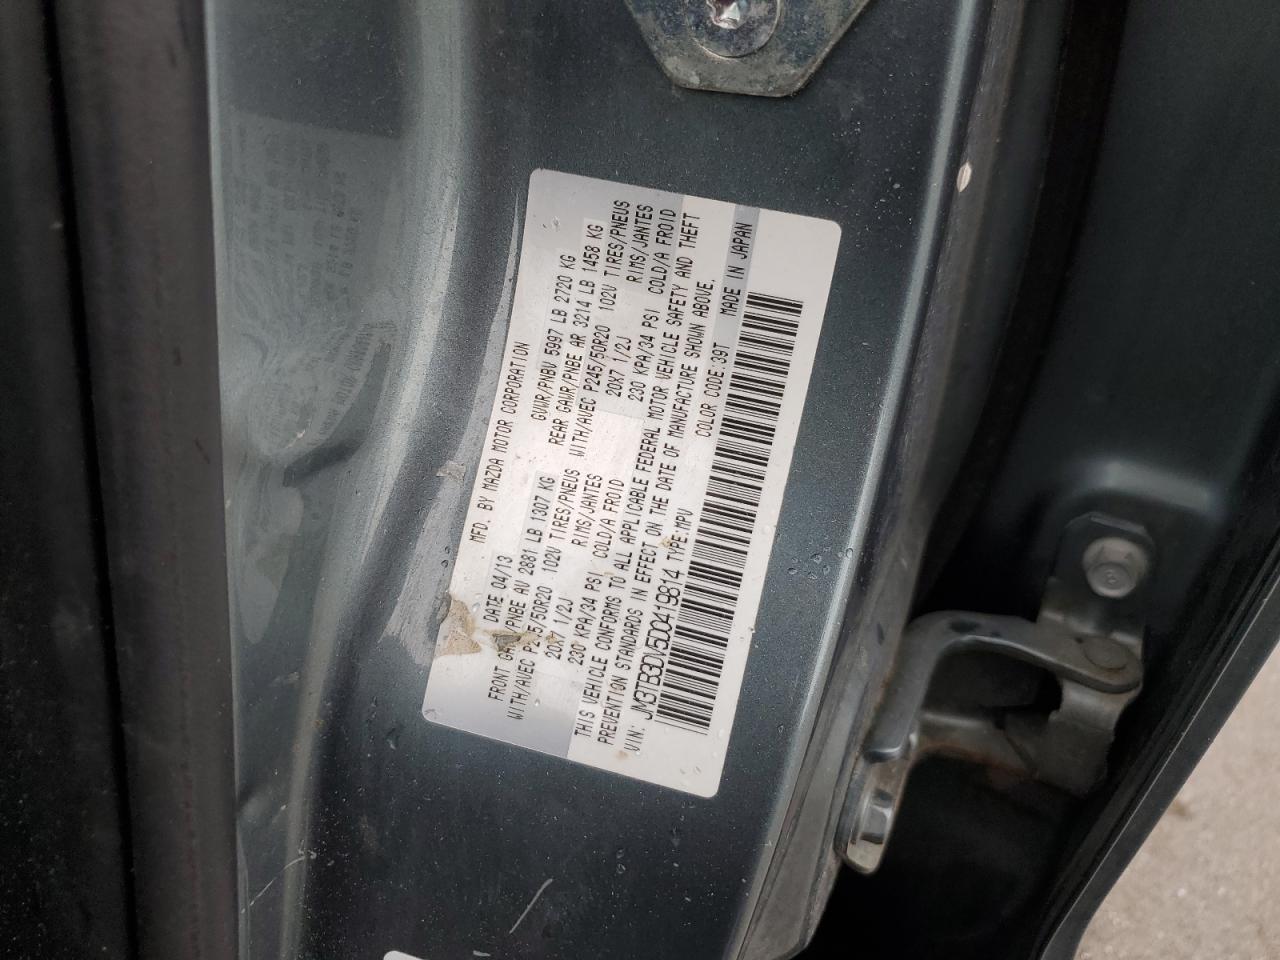 MFD. BY MAZDA MOTOR CORPORATION
DATE 04/13 GVWR/PNBV 5997 LB 2720 KG
FRONT GAWR/PNBE AV 2881 LB 1307 KG REAR GAWR/PNBE AR 3214 LB 1458 KG
WITH/AVEC P245/50R20 102V TIRES/PNEUS WITH/AVEC P245/50R20 102V TIRES/PNEUS
20X7 1/2J RIMS/JANTES 20X7 1/2J RIMS/JANTES
230 KPA/34 PSI COLD/A FROID 230 KPA/34 PSI COLD/A FROID
THIS VEHICLE CONFORMS TO ALL APPLICABLE FEDERAL MOTOR VEHICLE SAFETY AND THEFT
PREVENTION STANDARDS IN EFFECT ON THE DATE OF MANUFACTURE SHOWN ABOVE.
VIN: JM3TB3DV5D0419814 TYPE:MPV COLOR CODE:39T
MADE IN JAPAN